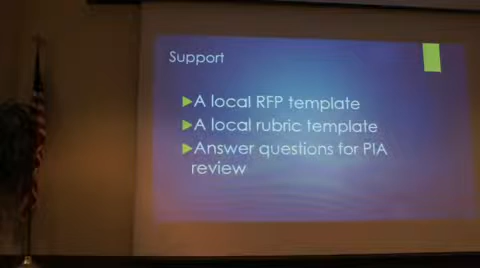 Support
▶A local RFP template
▶A local rubric template
▶Answer questions for PIA
review